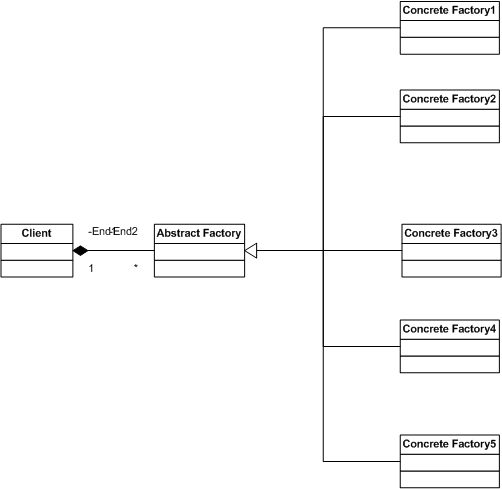 Concrete Factory1
Concrete Factory2
Client
-End1
-End2
Abstract Factory
Concrete Factory3
1
*
Concrete Factory4
Concrete Factory5